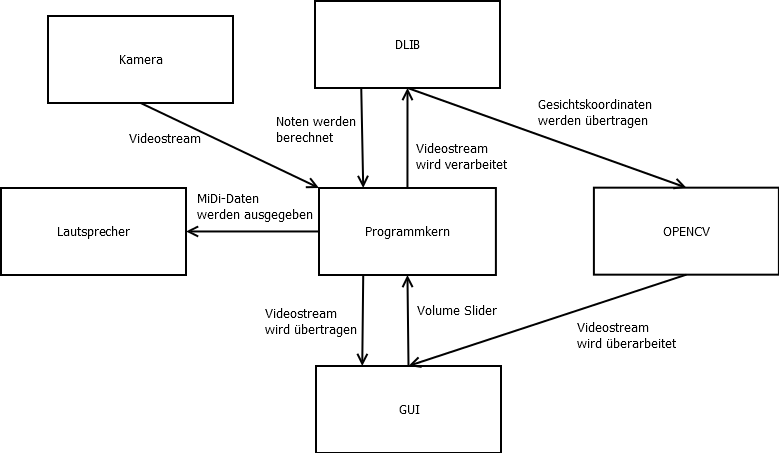 DLIB
Kamera
Gesichtskoordinaten
werden übertragen
Noten werden
berechnet
Videostream
Videostream
wird verarbeitet
MiDi-Daten
werden ausgegeben
Lautsprecher
Programmkern
OPENCV
Videostream
wird übertragen
Volume Slider
Videostream
wird überarbeitet
GUI